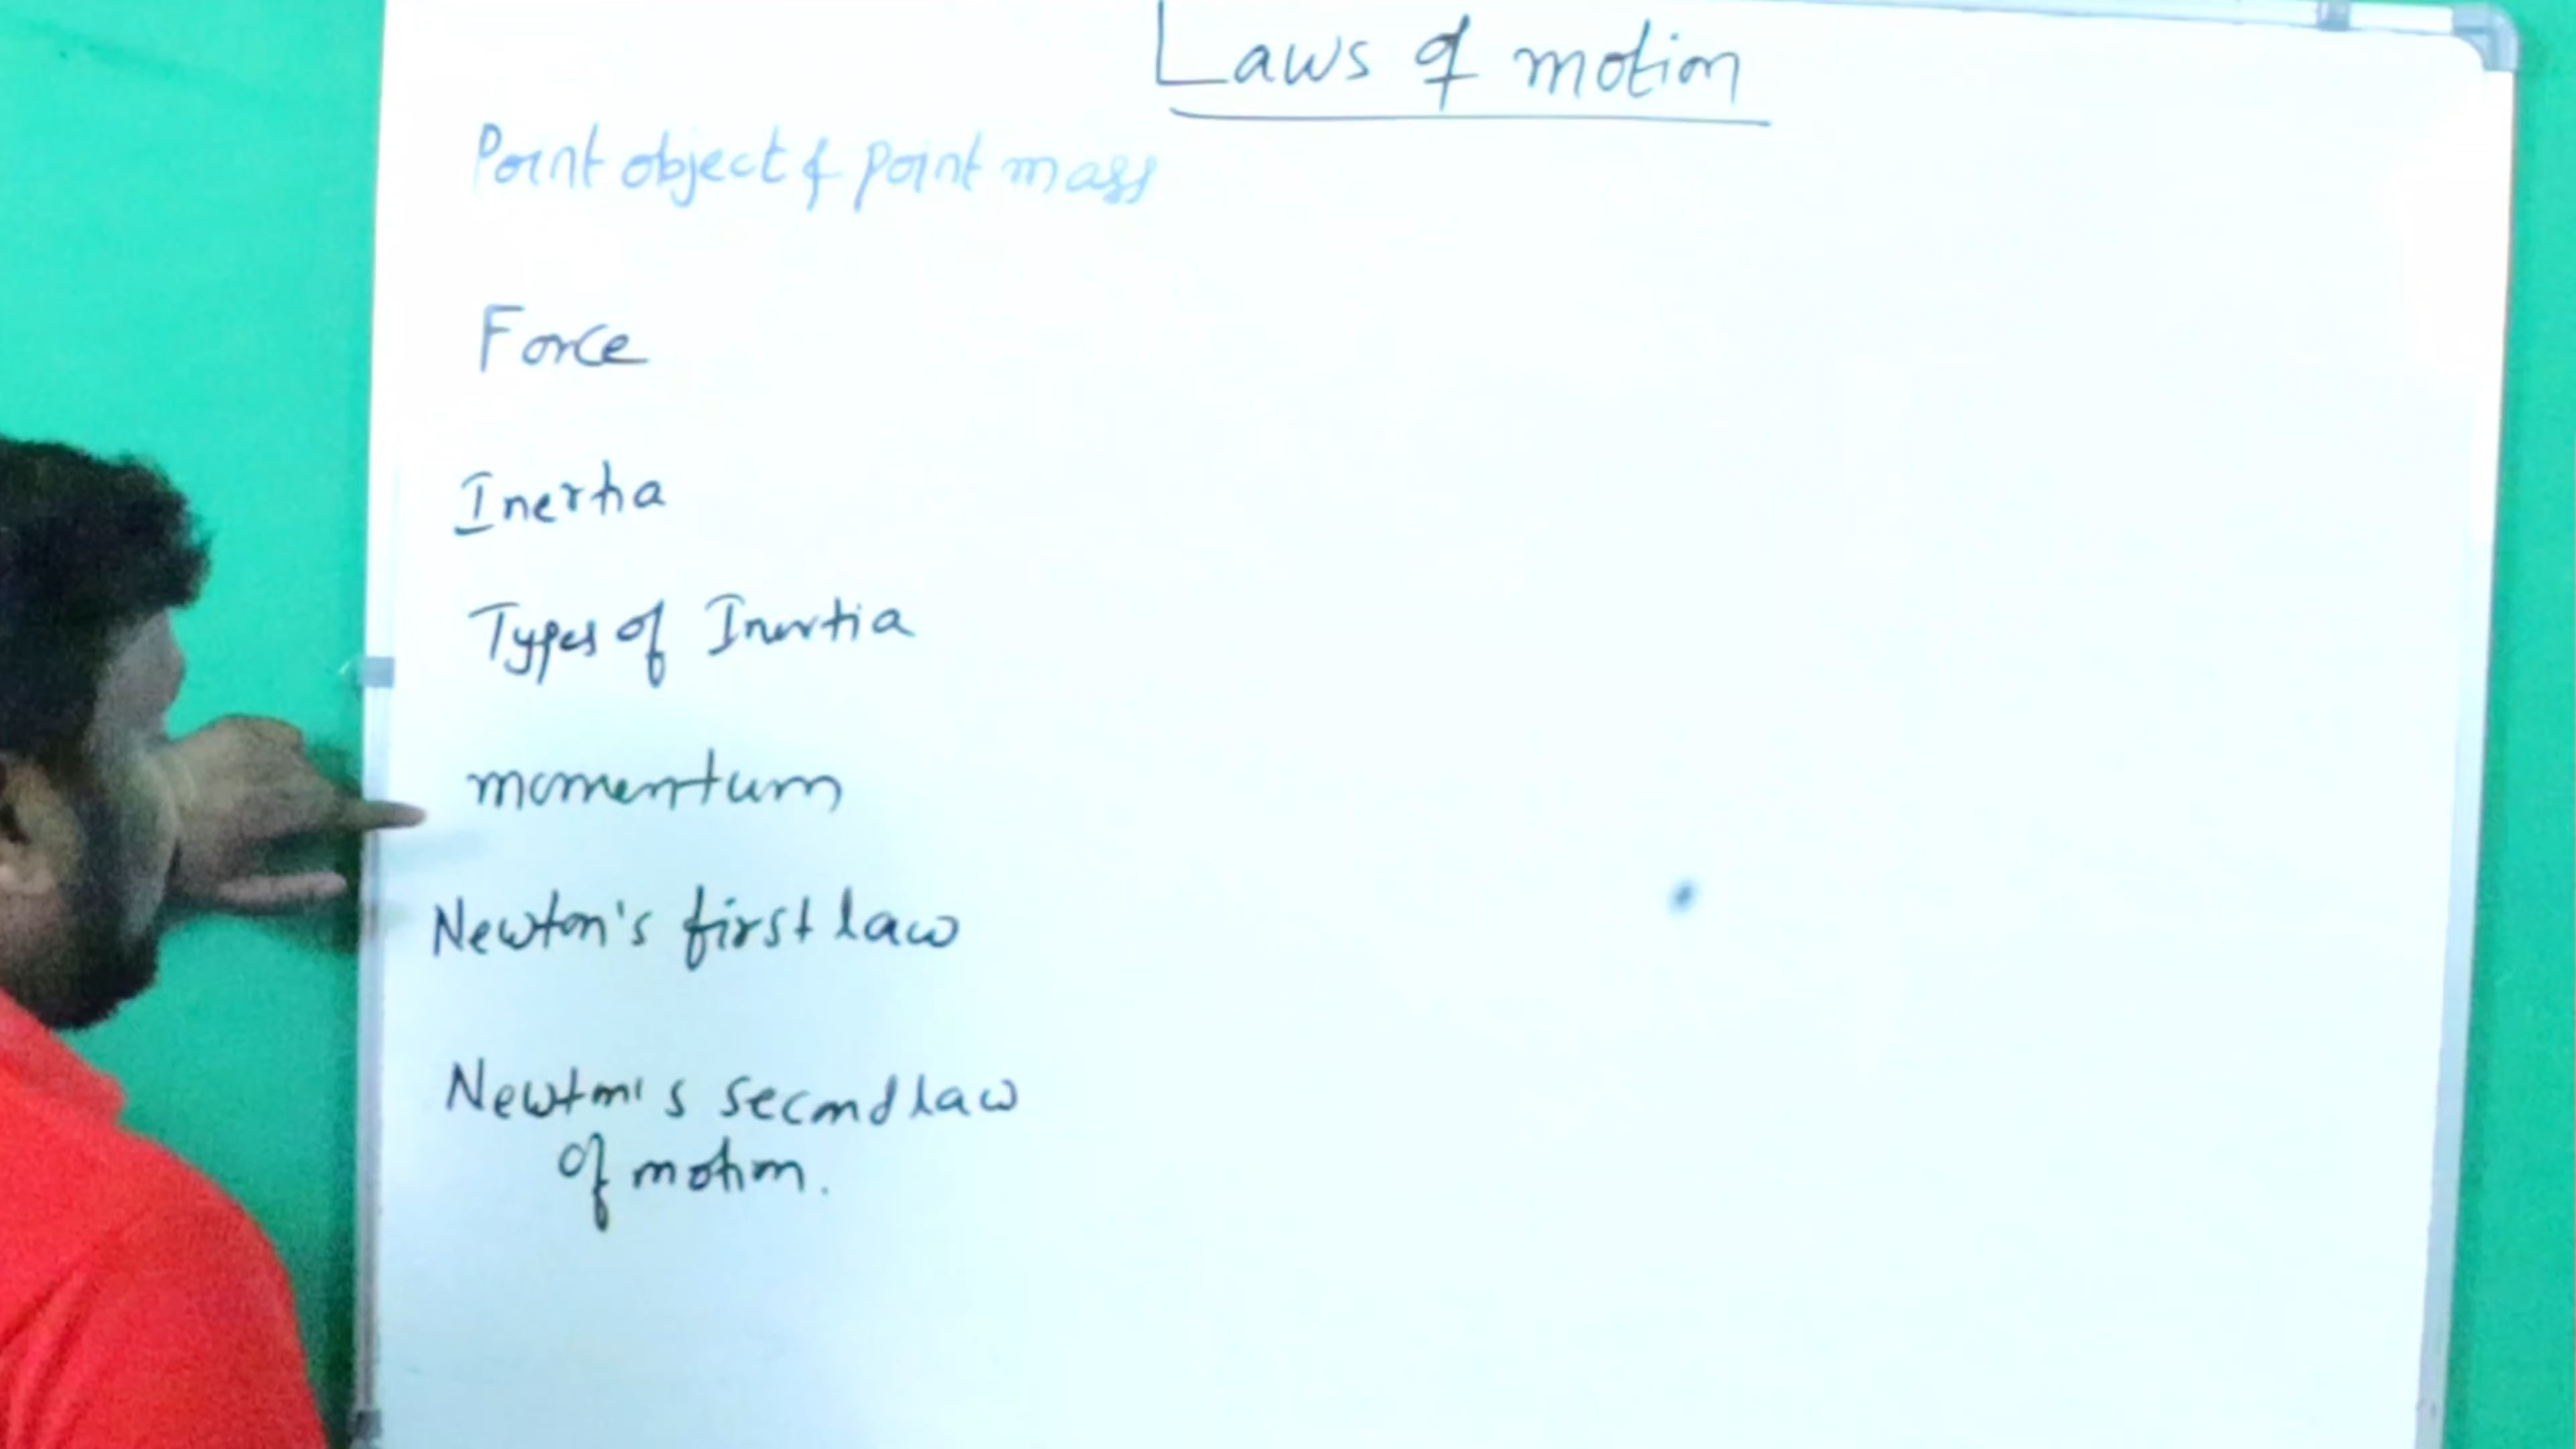 Laws of motion
Point object & point mass
Force
Inertia
Types of Inertia
momentum
Newton's first law
Newton's second law
of motion.